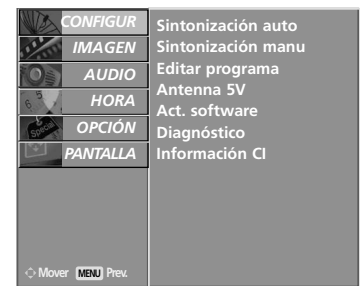 CONFIGUR
IMAGEN
AUDIO
HORA
OPCIÓN
PANTALLA
Sintonización auto
Sintonización manu
Editar programa
Antenna 5V
Act. software
Diagnóstico
Información CI
Mover MENU Prev.
Special